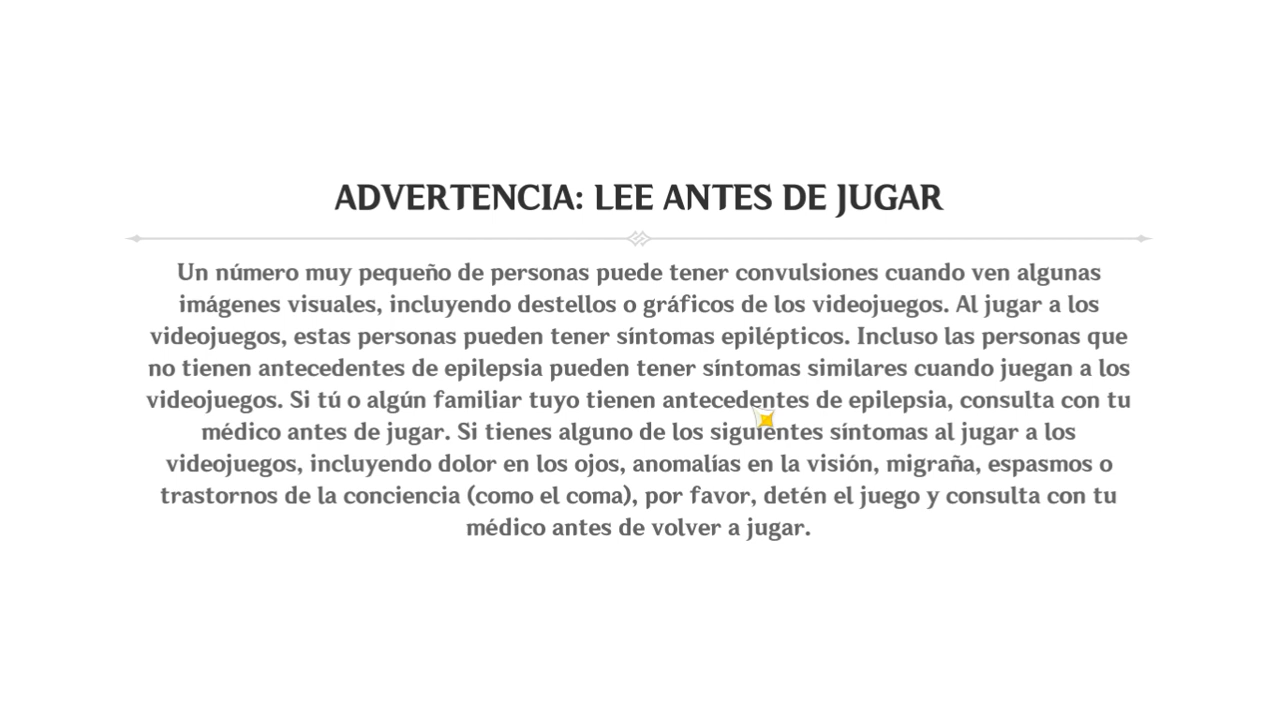 ADVERTENCIA: LEE ANTES DE JUGAR
Un número muy pequeño de personas puede tener convulsiones cuando ven algunas
imágenes visuales, incluyendo destellos o gráficos de los videojuegos. Al jugar a los
videojuegos, estas personas pueden tener síntomas epilépticos. Incluso las personas que
no tienen antecedentes de epilepsia pueden tener síntomas similares cuando juegan a los
videojuegos. Si tú o algún familiar tuyo tienen antecedentes de epilepsia, consulta con tu
médico antes de jugar. Si tienes alguno de los siguientes síntomas al jugar a los
videojuegos, incluyendo dolor en los ojos, anomalías en la visión, migraña, espasmos o
trastornos de la conciencia (como el coma), por favor, detén el juego y consulta con tu
médico antes de volver a jugar.